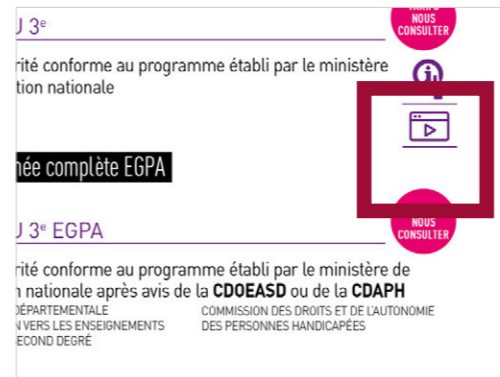 U 3e
NOUS
CONSULTER
rité conforme au programme établi par le ministère
tion nationale
née complète EGPA
U 3e EGPA
NOUS
CONSULTER
rité conforme au programme établi par le ministère de
n nationale après avis de la CDOEASD ou de la CDAPH
DÉPARTEMENTALE
N VERS LES ENSEIGNEMENTS
ECOND DEGRÉ
COMMISSION DES DROITS ET DE L'AUTONOMIE
DES PERSONNES HANDICAPÉES